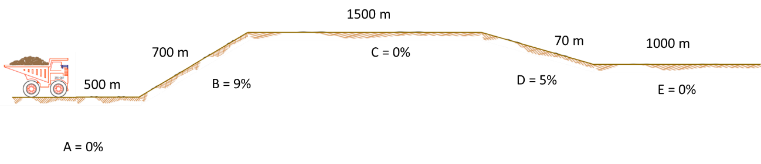 1500 m
700 m
70 m
1000 m
C = 0%
500 m
B = 9%
D = 5%
E = 0%
A = 0%